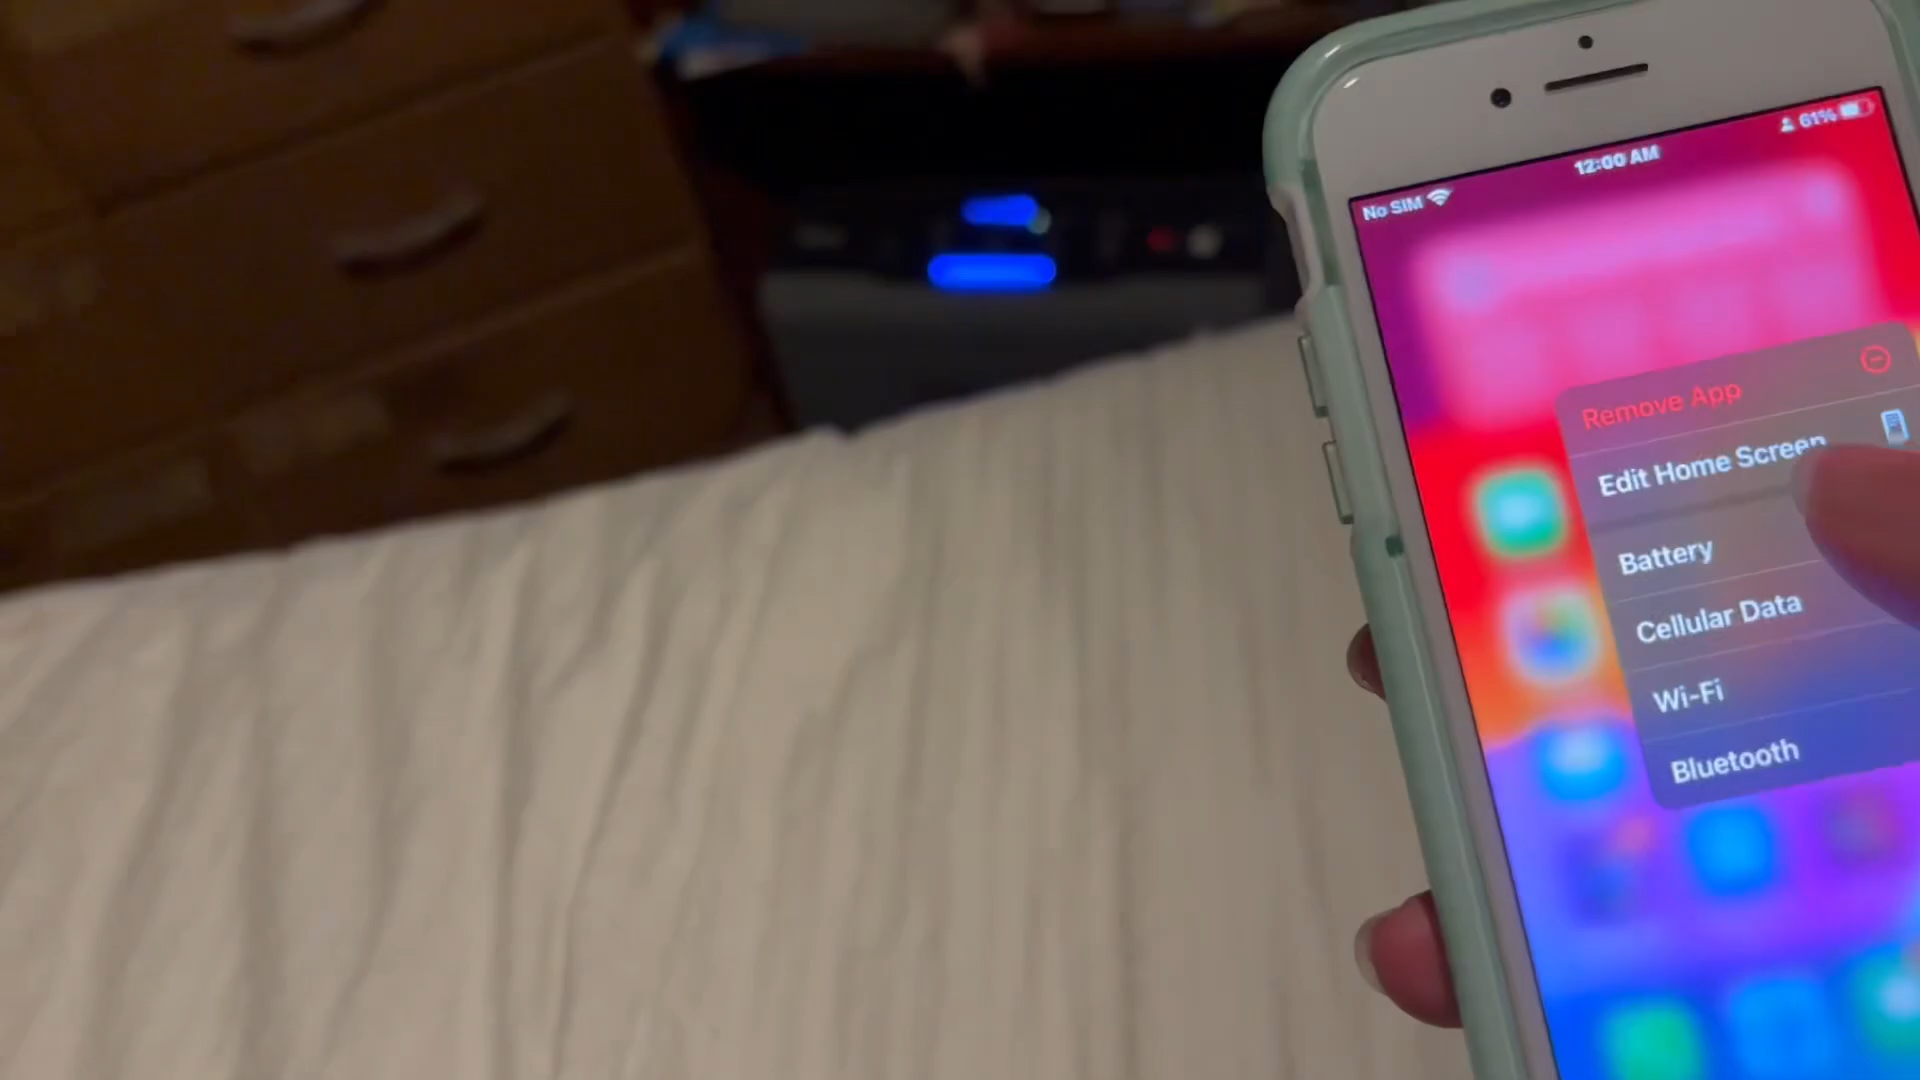 61%
12:00 AM
No SIM
Remove App
Edit Home Screen
Battery
Cellular Data
Wi-Fi
Bluetooth